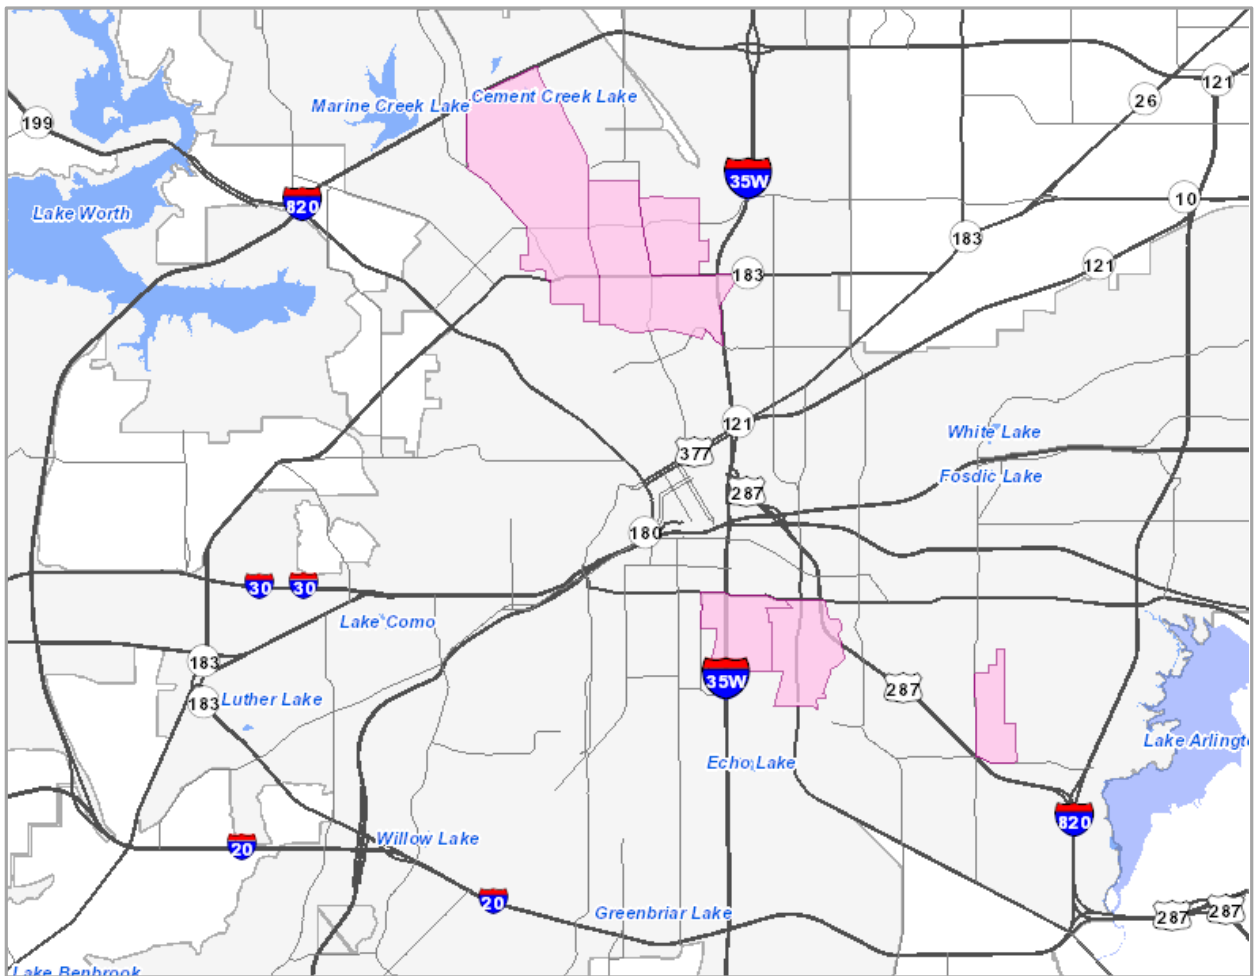 121
26
Cement Creek Lake
Marine Creek Lake
199
35W
10
820
Lake Worth
183
121
183
121
White Lake
377
Fosdic Lake
287
180
30
30
Lake Como
183
35W
287
183
Luther Lake
Lake Arlingto
Echo Lake
820
Willow Lake
20
20
Greenbriar Lake
287
287
Lake Benbrook